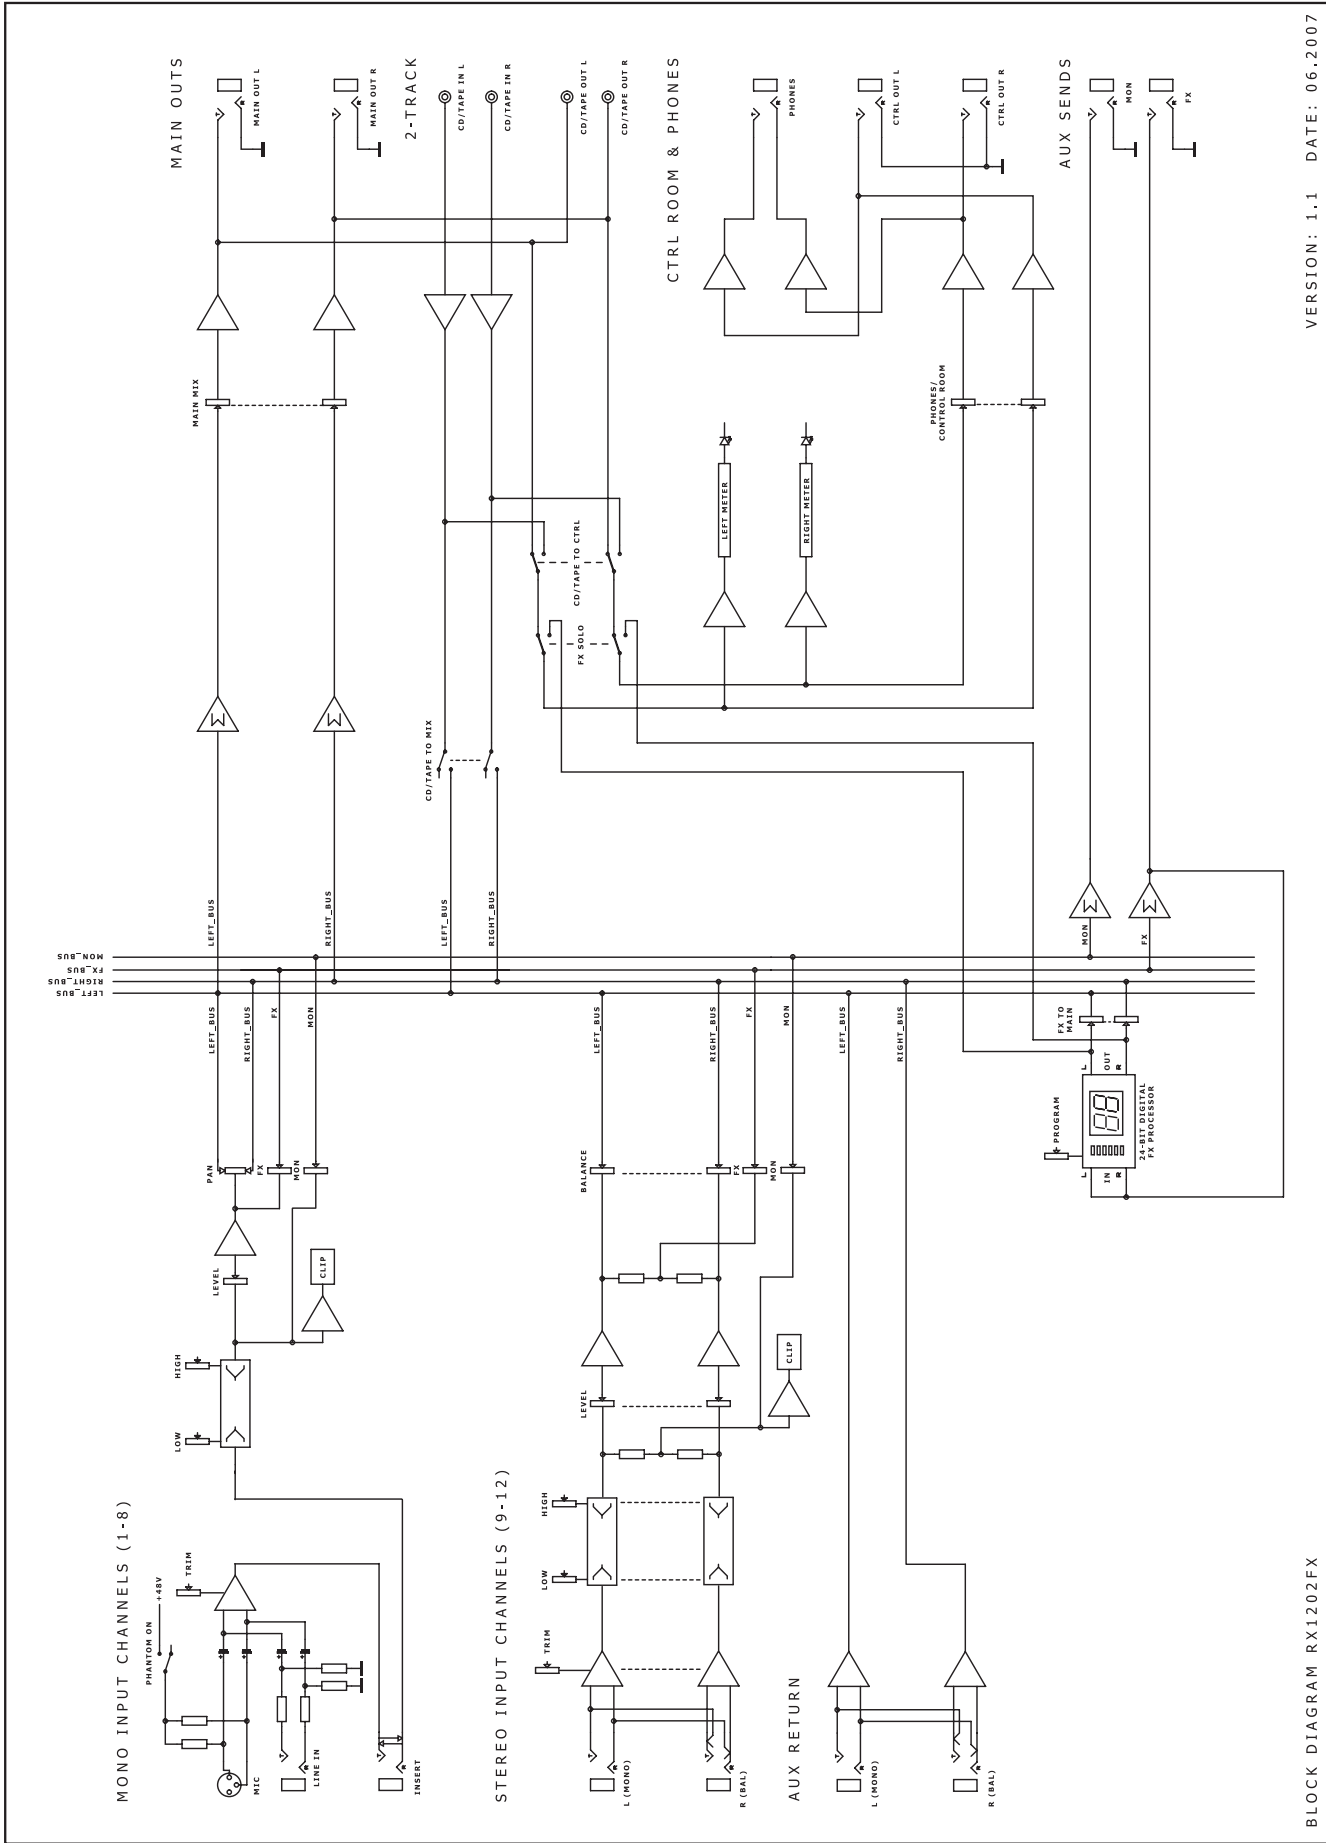 MONO INPUT CHANNELS (1-8)
PHANTOM ON
+48V
TRIM
MIC
LINE IN
INSERT
T
R
T
R
LOW
HIGH
LEVEL
CLIP
PAN
FX
MON
LEFT_BUS
RIGHT_BUS
FX
MON
STEREO INPUT CHANNELS (9-12)
TRIM
L (MONO)
R (BAL)
T
R
T
R
LOW
HIGH
LEVEL
CLIP
BALANCE
FX
MON
LEFT_BUS
RIGHT_BUS
FX
MON
AUX RETURN
L (MONO)
R (BAL)
T
R
T
R
LEFT_BUS
RIGHT_BUS
LEFT_BUS
RIGHT_BUS
FX_BUS
MON_BUS
PROGRAM
24-BIT DIGITAL
FX PROCESSOR
L
IN
R
88
L
OUT
R
FX TO
MAIN
LEFT_BUS
RIGHT_BUS
LEFT_BUS
RIGHT_BUS
MON
FX
Σ
Σ
Σ
Σ
MAIN MIX
CD/TAPE TO MIX
FX SOLO
CD/TAPE TO CTRL
LEFT METER
RIGHT METER
PHONES/
CONTROL ROOM
MAIN OUTS
T
R
MAIN OUT L
T
R
MAIN OUT R
2-TRACK
CD/TAPE IN L
CD/TAPE IN R
CD/TAPE OUT L
CD/TAPE OUT R
CTRL ROOM & PHONES
T
R
PHONES
T
R
CTRL OUT L
T
R
CTRL OUT R
AUX SENDS
T
R
MON
T
R
FX
BLOCK DIAGRAM RX1202FX
VERSION: 1.1 DATE: 06.2007